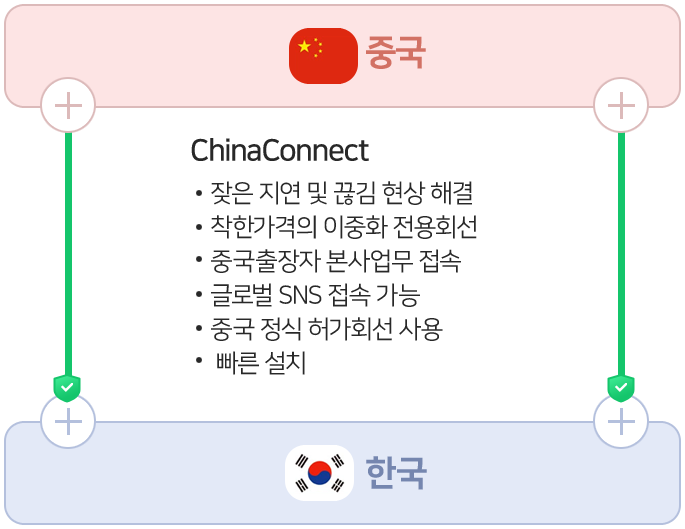 중국
ChinaConnect
• 잦은 지연 및 끊김 현상 해결
• 착한가격의 이중화 전용회선
• 중국출장자 본사업무 접속
• 글로벌 SNS 접속 가능
• 중국 정식 허가회선 사용
• 빠른 설치
한국